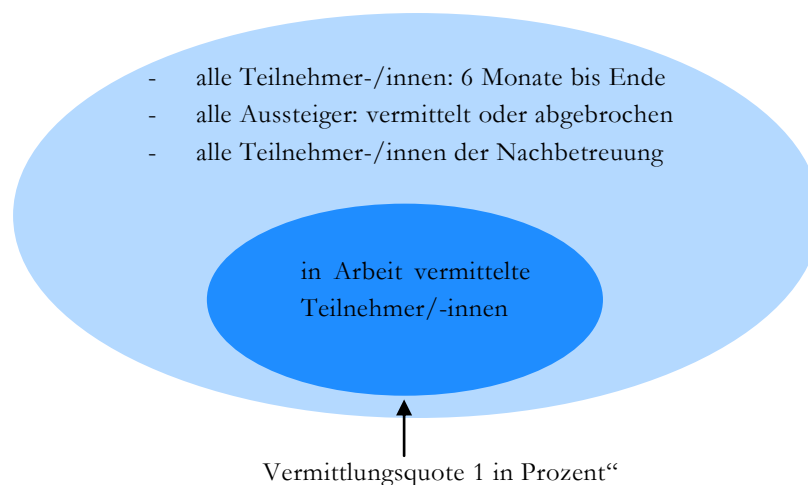 - alle Teilnehmer-/innen: 6 Monate bis Ende
- alle Aussteiger: vermittelt oder abgebrochen
- alle Teilnehmer-/innen der Nachbetreuung
in Arbeit vermittelte
Teilnehmer/-innen
Vermittlungsquote 1 in Prozent“